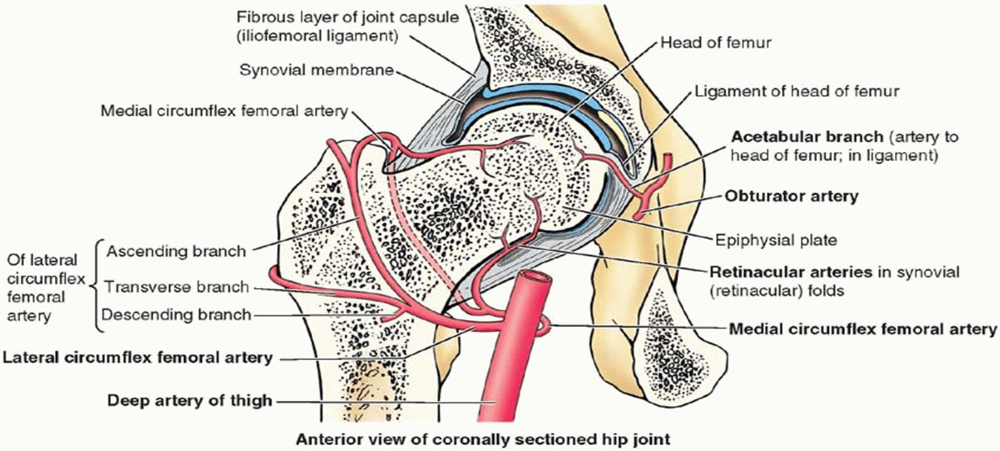 Fibrous layer of joint capsule
(iliofemoral ligament)
Synovial membrane
Medial circumflex femoral artery
Of lateral
circumflex
femoral
artery
Ascending branch
Transverse branch
Descending branch
Lateral circumflex femoral artery
Deep artery of thigh
Head of femur
Ligament of head of femur
Acetabular branch (artery to
head of femur; in ligament)
Obturator artery
Epiphysial plate
Retinacular arteries in synovial
(retinacular) folds
Medial circumflex femoral artery
Anterior view of coronally sectioned hip joint